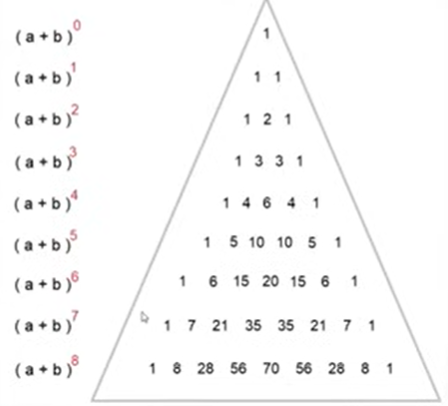 (a+b)^0 1
(a+b)^1 1 1
(a+b)^2 1 2 1
(a+b)^3 1 3 3 1
(a+b)^4 1 4 6 4 1
(a+b)^5 1 5 10 10 5 1
(a+b)^6 1 6 15 20 15 6 1
(a+b)^7 1 7 21 35 35 21 7 1
(a+b)^8 1 8 28 56 70 56 28 8 1